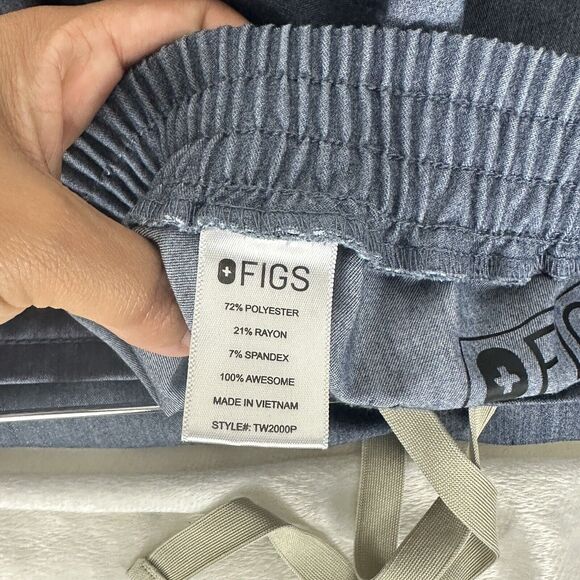 FIGS
72% POLYESTER
21% RAYON
7% SPANDEX
100% AWESOME
MADE IN VIETNAM
STYLE#: TW2000P